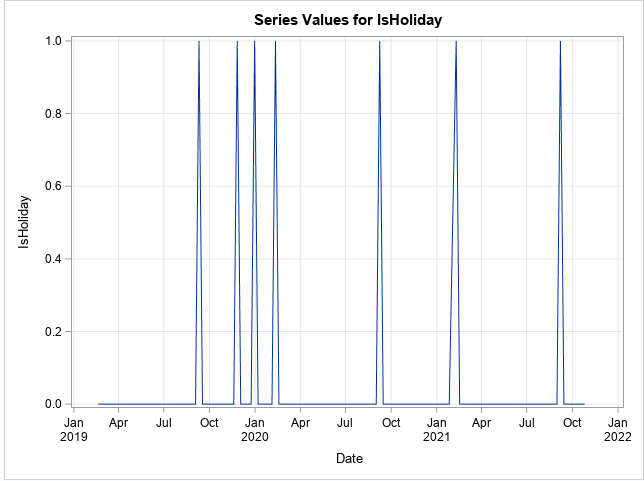 Series Values for IsHoliday
1.0
0.8
0.6
0.4
0.2
0.0
IsHoliday
Jan Apr Jul Oct Jan Apr Jul Oct Jan Apr Jul Oct Jan
2019 2020 2021 2022
Date